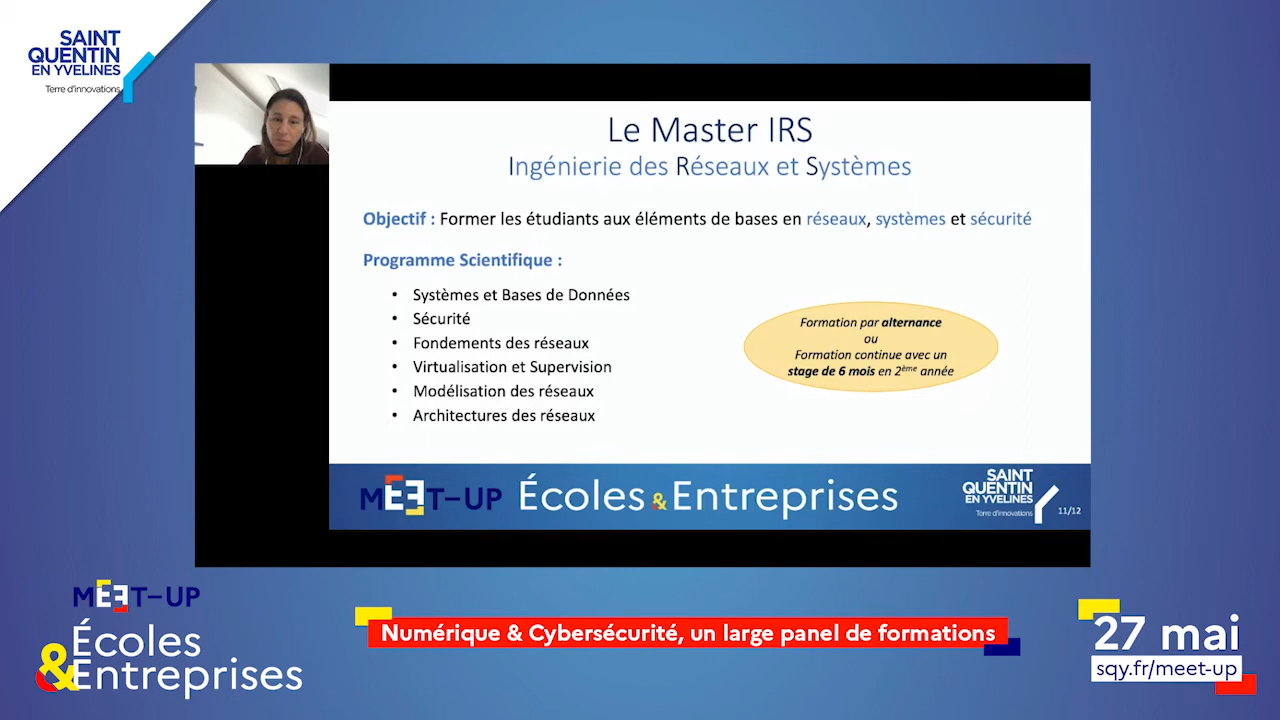 SAINT
QUENTIN
EN YVELINES
Terre d'innovations
Le Master IRS
Ingénierie des Réseaux et Systèmes
Objectif : Former les étudiants aux éléments de bases en réseaux, systèmes et sécurité
Programme Scientifique :
• Systèmes et Bases de Données
• Sécurité
• Fondements des réseaux
• Virtualisation et Supervision
• Modélisation des réseaux
• Architectures des réseaux
Formation par alternance
ou
Formation continue avec un
stage de 6 mois en 2ème année
MEET-UP Écoles & Entreprises
SAINT
QUENTIN
EN YVELINES
Terre d'innovations
11/12
MEET-UP
Écoles
&Entreprises
Numérique & Cybersécurité, un large panel de formations
27 mai
sqy.fr/meet-up